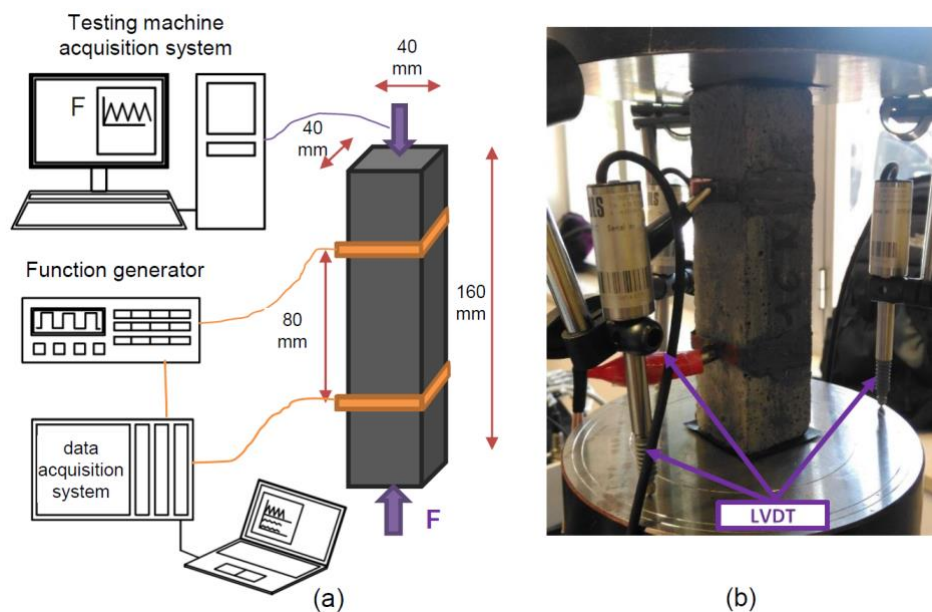 Testing machine
acquisition system
F
40
mm
40
mm
Function generator
80
mm
160
mm
data
acquisition
system
F
LVDT
(a)
(b)